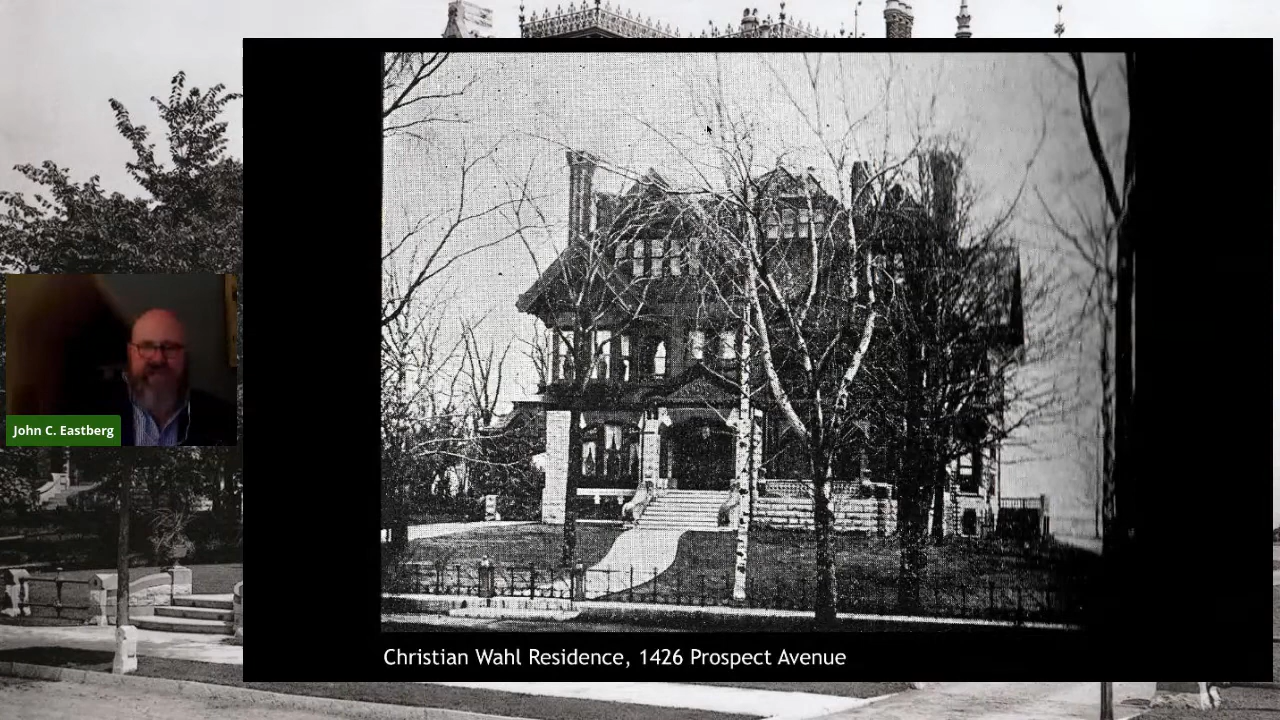 John C. Eastberg
Christian Wahl Residence, 1426 Prospect Avenue